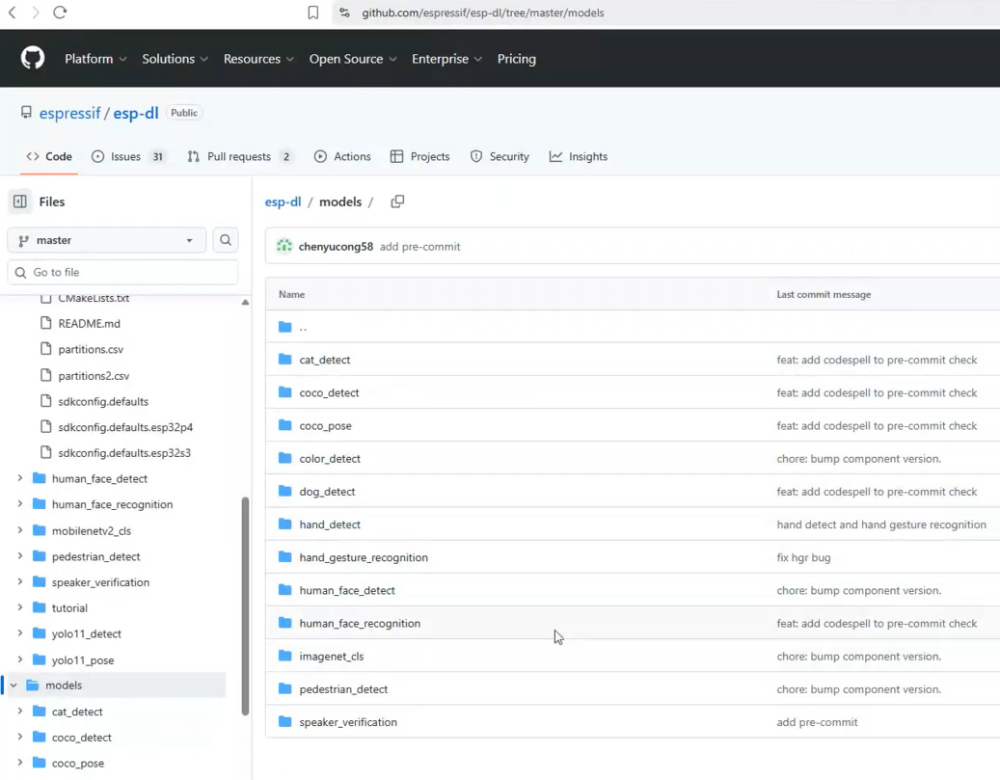 github.com/espressif/esp-dl/tree/master/models
Platform Solutions Resources Open Source Enterprise Pricing
espressif / esp-dl Public
Code Issues 31 Pull requests 2 Actions Projects Security Insights
Files
master
Go to file
CMakeLists.txt
README.md
partitions.csv
partitions2.csv
sdkconfig.defaults
sdkconfig.defaults.esp32p4
sdkconfig.defaults.esp32s3
human_face_detect
human_face_recognition
mobilenetv2_cls
pedestrian_detect
speaker_verification
tutorial
yolo11_detect
yolo11_pose
models
cat_detect
coco_detect
coco_pose
esp-dl / models /
chenyucong58 add pre-commit
Name Last commit message
..
cat_detect feat: add codespell to pre-commit check
coco_detect feat: add codespell to pre-commit check
coco_pose feat: add codespell to pre-commit check
color_detect chore: bump component version.
dog_detect feat: add codespell to pre-commit check
hand_detect hand detect and hand gesture recognition
hand_gesture_recognition fix hgr bug
human_face_detect chore: bump component version.
human_face_recognition feat: add codespell to pre-commit check
imagenet_cls chore: bump component version.
pedestrian_detect chore: bump component version.
speaker_verification add pre-commit